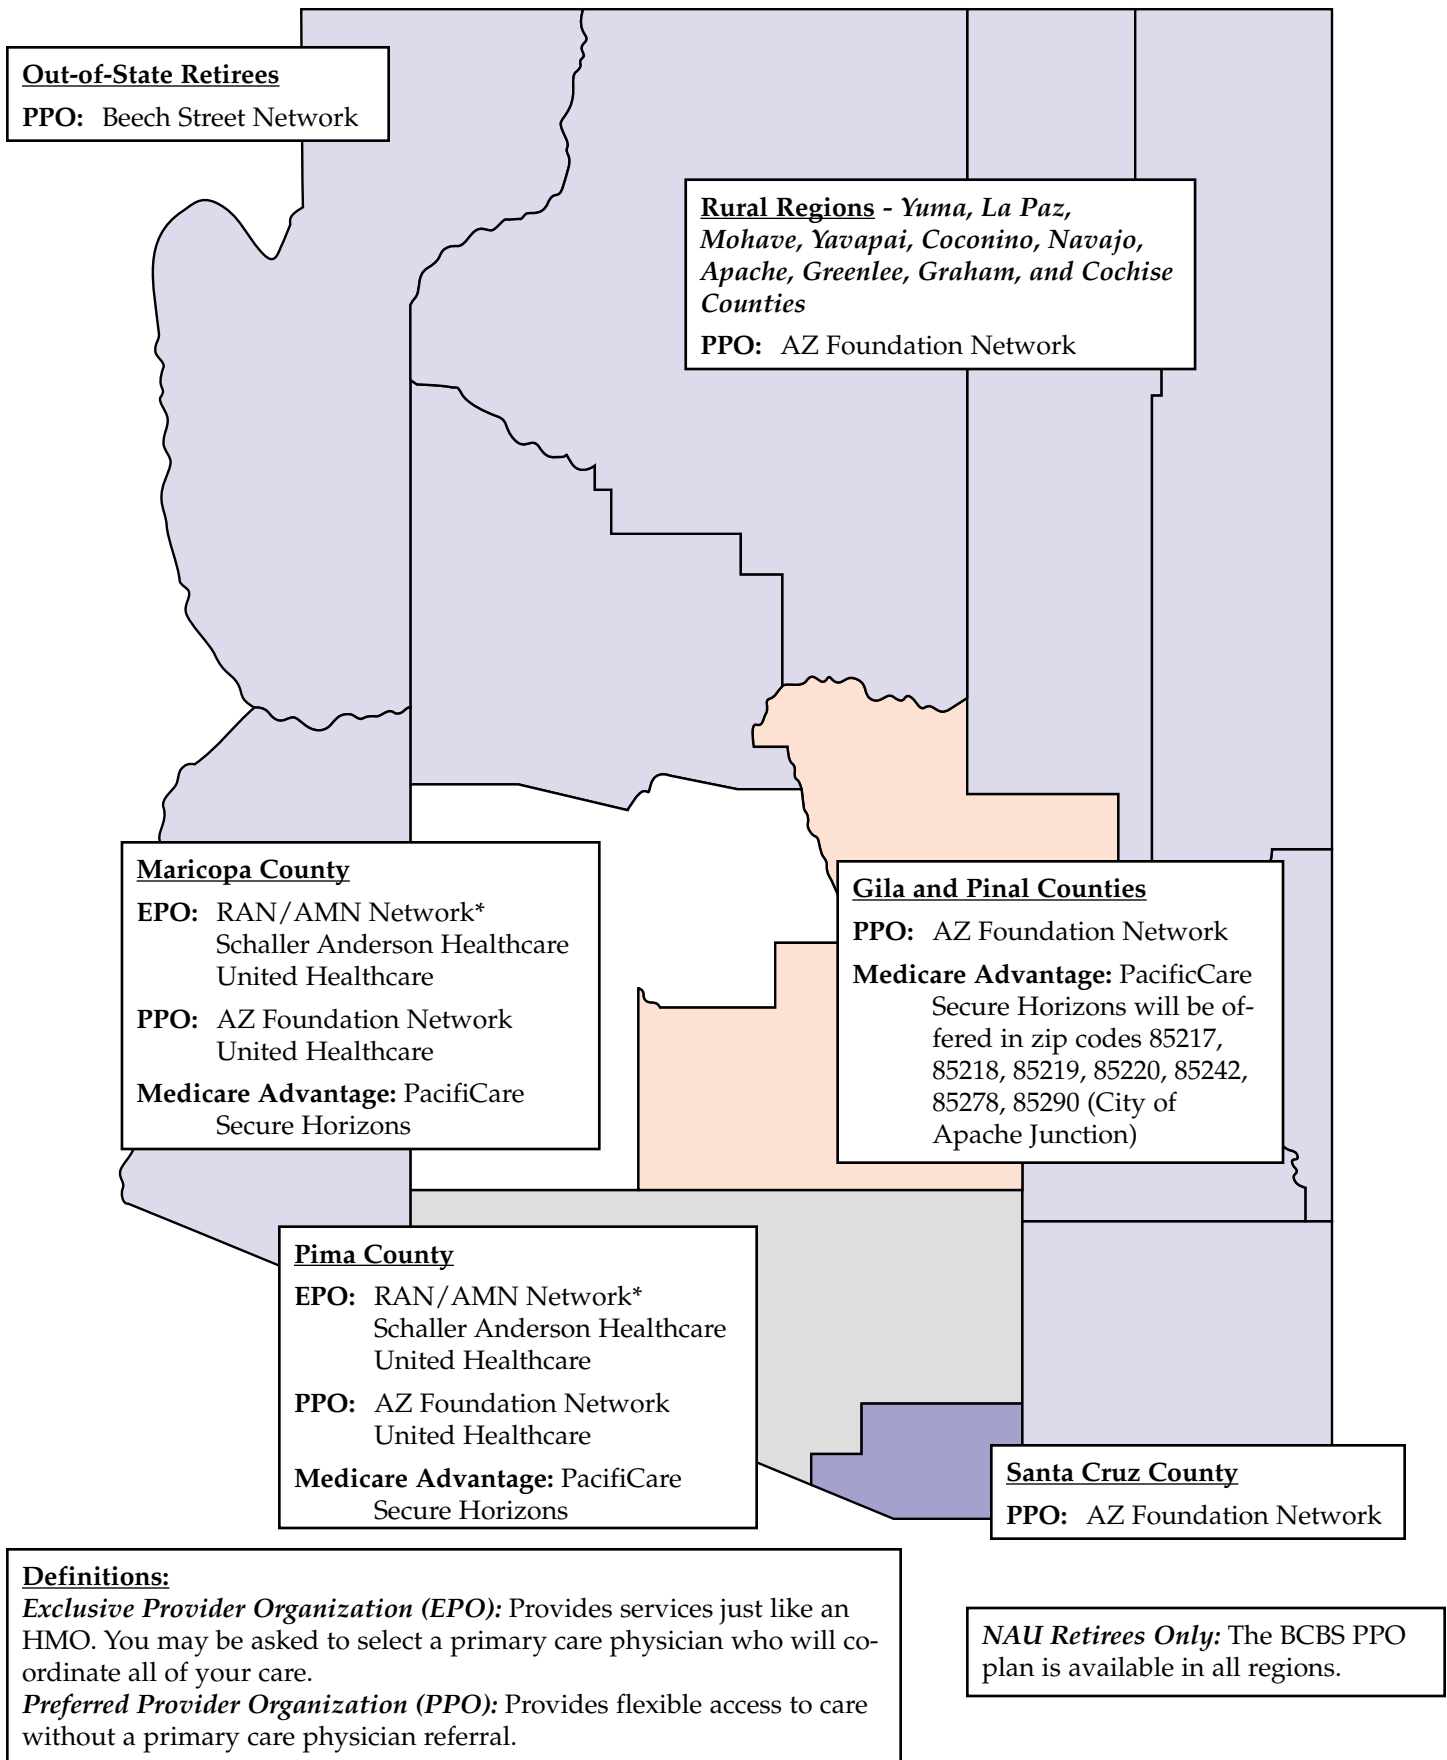 Out-of-State Retirees
PPO: Beech Street Network
Rural Regions - Yuma, La Paz,
Mohave, Yavapai, Coconino, Navajo,
Apache, Greenlee, Graham, and Cochise
Counties
PPO: AZ Foundation Network
Maricopa County
EPO: RAN/AMN Network*
Schaller Anderson Healthcare
United Healthcare
PPO: AZ Foundation Network
United Healthcare
Medicare Advantage: PacifiCare
Secure Horizons
Gila and Pinal Counties
PPO: AZ Foundation Network
Medicare Advantage: PacificCare
Secure Horizons will be of-
fered in zip codes 85217,
85218, 85219, 85220, 85242,
85278, 85290 (City of
Apache Junction)
Pima County
EPO: RAN/AMN Network*
Schaller Anderson Healthcare
United Healthcare
PPO: AZ Foundation Network
United Healthcare
Medicare Advantage: PacifiCare
Secure Horizons
Santa Cruz County
PPO: AZ Foundation Network
Definitions:
Exclusive Provider Organization (EPO): Provides services just like an
HMO. You may be asked to select a primary care physician who will co-
ordinate all of your care.
Preferred Provider Organization (PPO): Provides flexible access to care
without a primary care physician referral.
NAU Retirees Only: The BCBS PPO
plan is available in all regions.